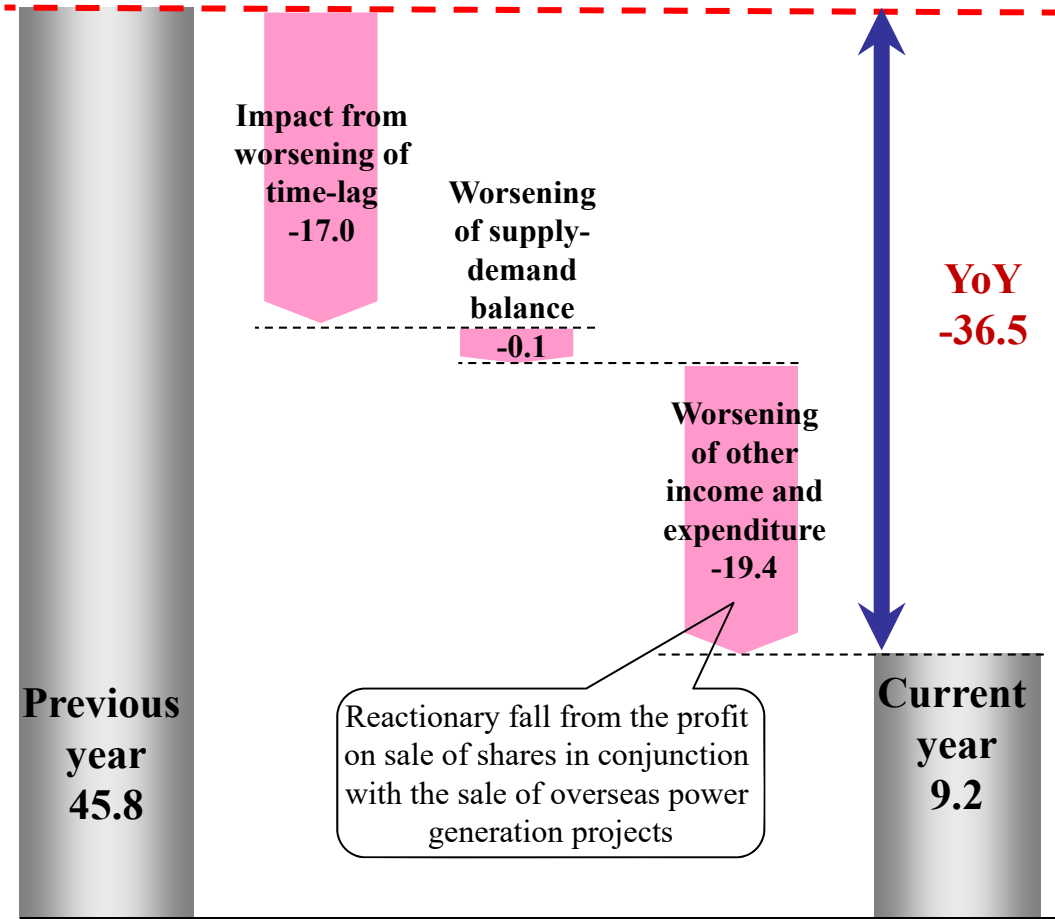 Impact from
worsening of
time-lag
-17.0
Worsening
of supply-
demand
balance
-0.1
Worsening
of other
income and
expenditure
-19.4
YoY
-36.5
Previous
year
45.8
Reactionary fall from the profit
on sale of shares in conjunction
with the sale of overseas power
generation projects
Current
year
9.2